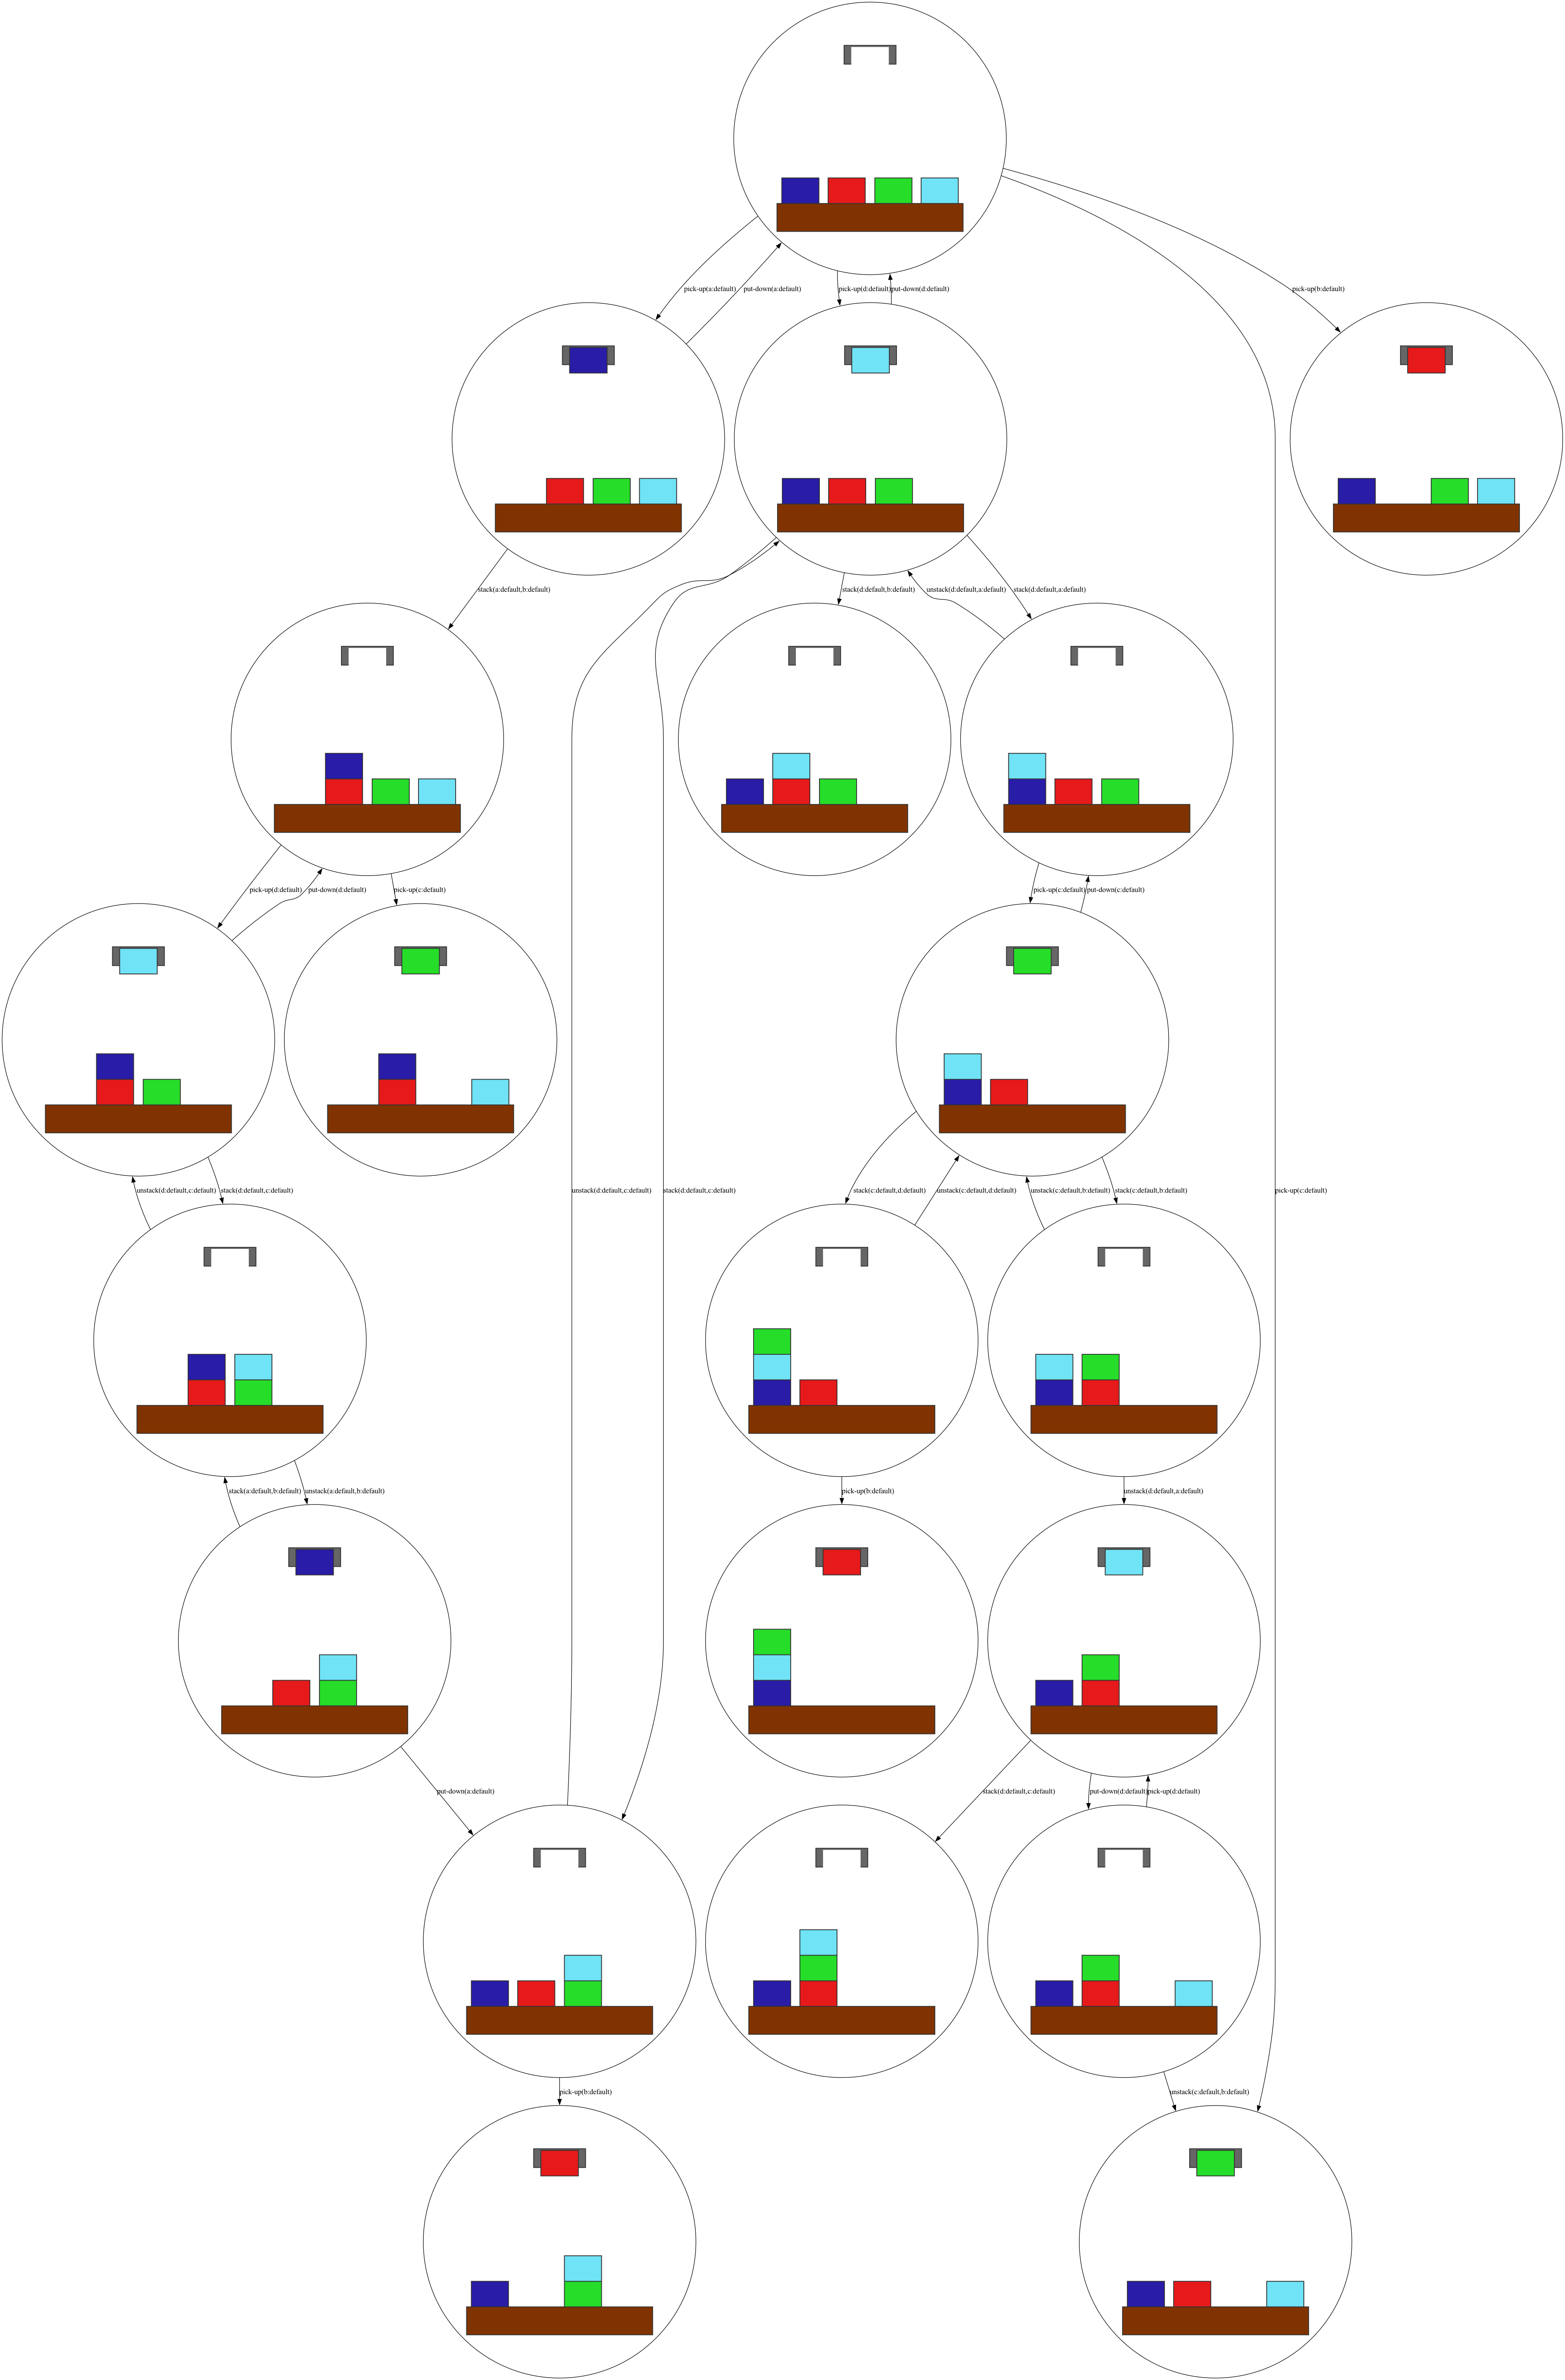 pick-up(a:default)
put-down(a:default)
pick-up(d:default)
put-down(d:default)
pick-up(b:default)
stack(a:default,b:default)
stack(d:default,b:default)
unstack(d:default,a:default)
stack(d:default,a:default)
pick-up(d:default)
put-down(d:default)
pick-up(c:default)
pick-up(c:default)
put-down(c:default)
unstack(d:default,c:default)
stack(d:default,c:default)
unstack(d:default,c:default)
stack(d:default,c:default)
stack(c:default,d:default)
unstack(c:default,d:default)
unstack(c:default,b:default)
stack(c:default,b:default)
pick-up(c:default)
stack(a:default,b:default)
unstack(a:default,b:default)
pick-up(b:default)
unstack(d:default,a:default)
put-down(a:default)
stack(d:default,c:default)
put-down(d:default)
pick-up(d:default)
pick-up(b:default)
unstack(c:default,b:default)